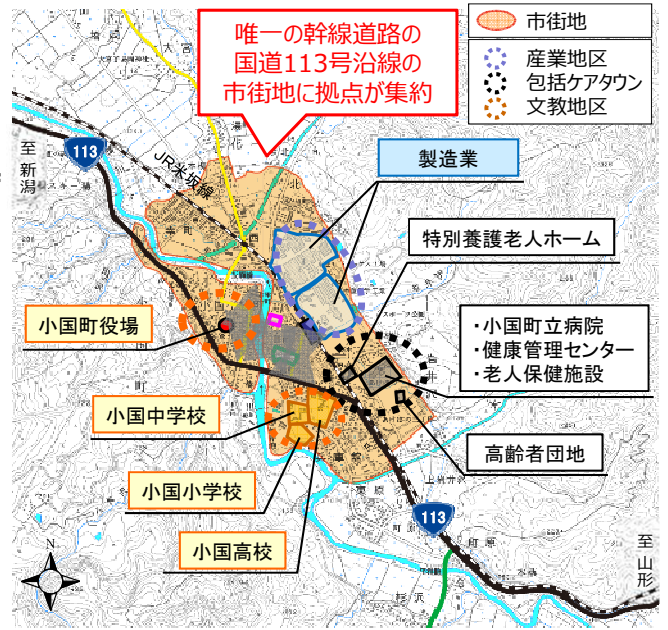 唯一の幹線道路の
国道113号沿線の
市街地に拠点が集約
市街地
産業地区
包括ケアタウン
文教地区
至新潟
113
JR米坂線
製造業
特別養護老人ホーム
小国町役場
・小国町立病院
・健康管理センター
・老人保健施設
小国中学校
高齢者団地
小国小学校
小国高校
113
至山形
N